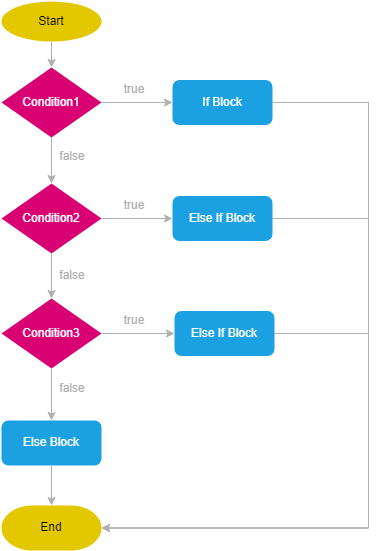 Start
Condition1
true
If Block
false
Condition2
true
Else If Block
false
Condition3
true
Else If Block
false
Else Block
End